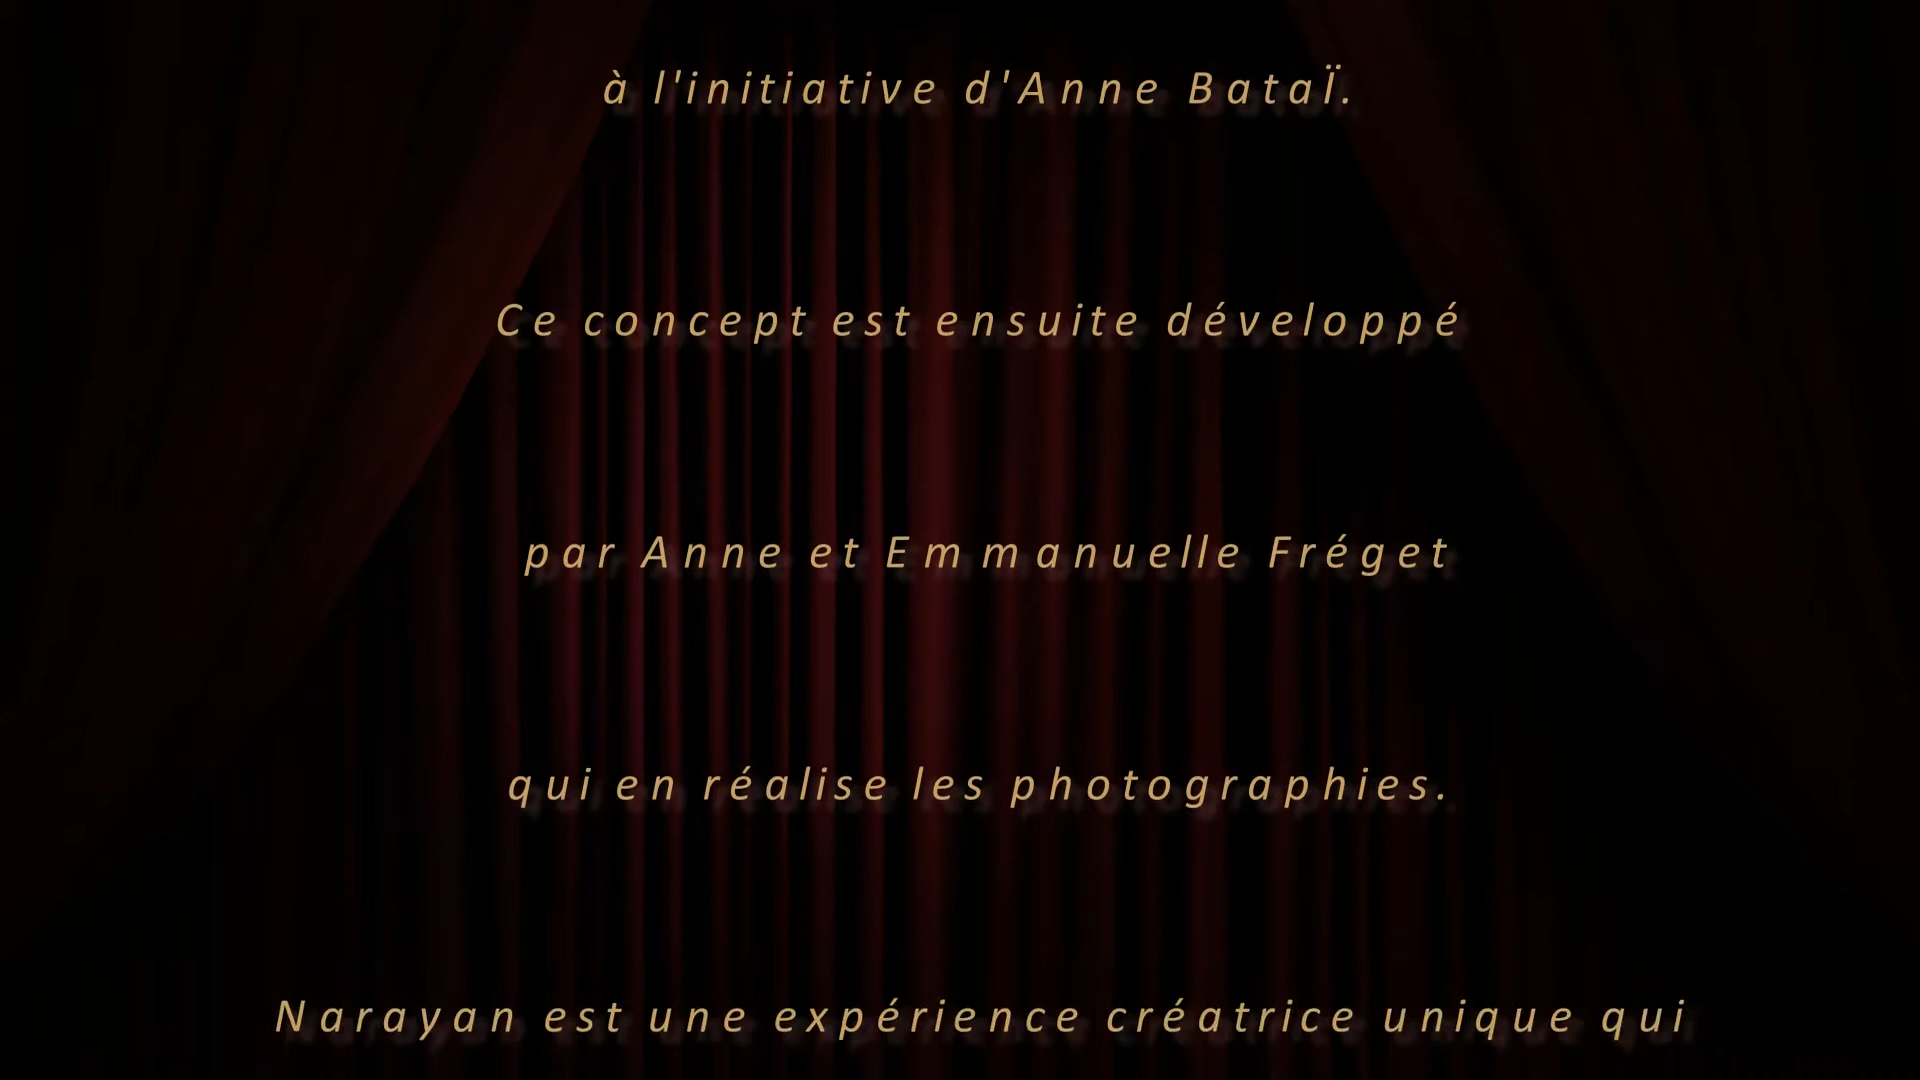 à l'initiative d'Anne BataÏ.
Ce concept est ensuite développé
par Anne et Emmanuelle Fréget
qui en réalise les photographies.
Narayan est une expérience créatrice unique qui